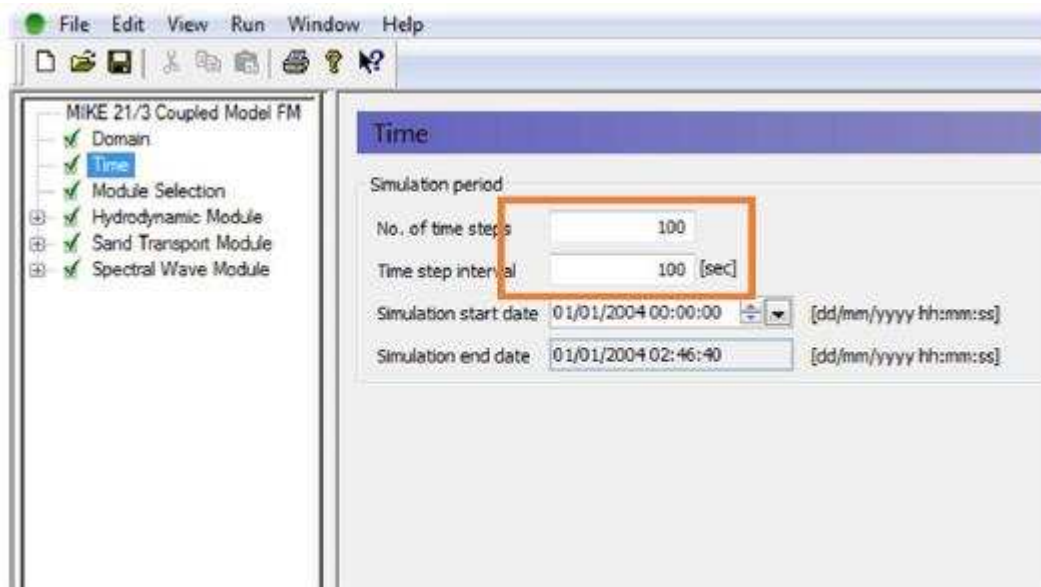 File Edit View Run Window Help
MIKE 21/3 Coupled Model FM
Domain
Time
Module Selection
Hydrodynamic Module
Sand Transport Module
Spectral Wave Module
Time
Simulation period
No. of time steps 100
Time step interval 100 [sec]
Simulation start date 01/01/2004 00:00:00 [dd/mm/yyyy hh:mm:ss]
Simulation end date 01/01/2004 02:46:40 [dd/mm/yyyy hh:mm:ss]